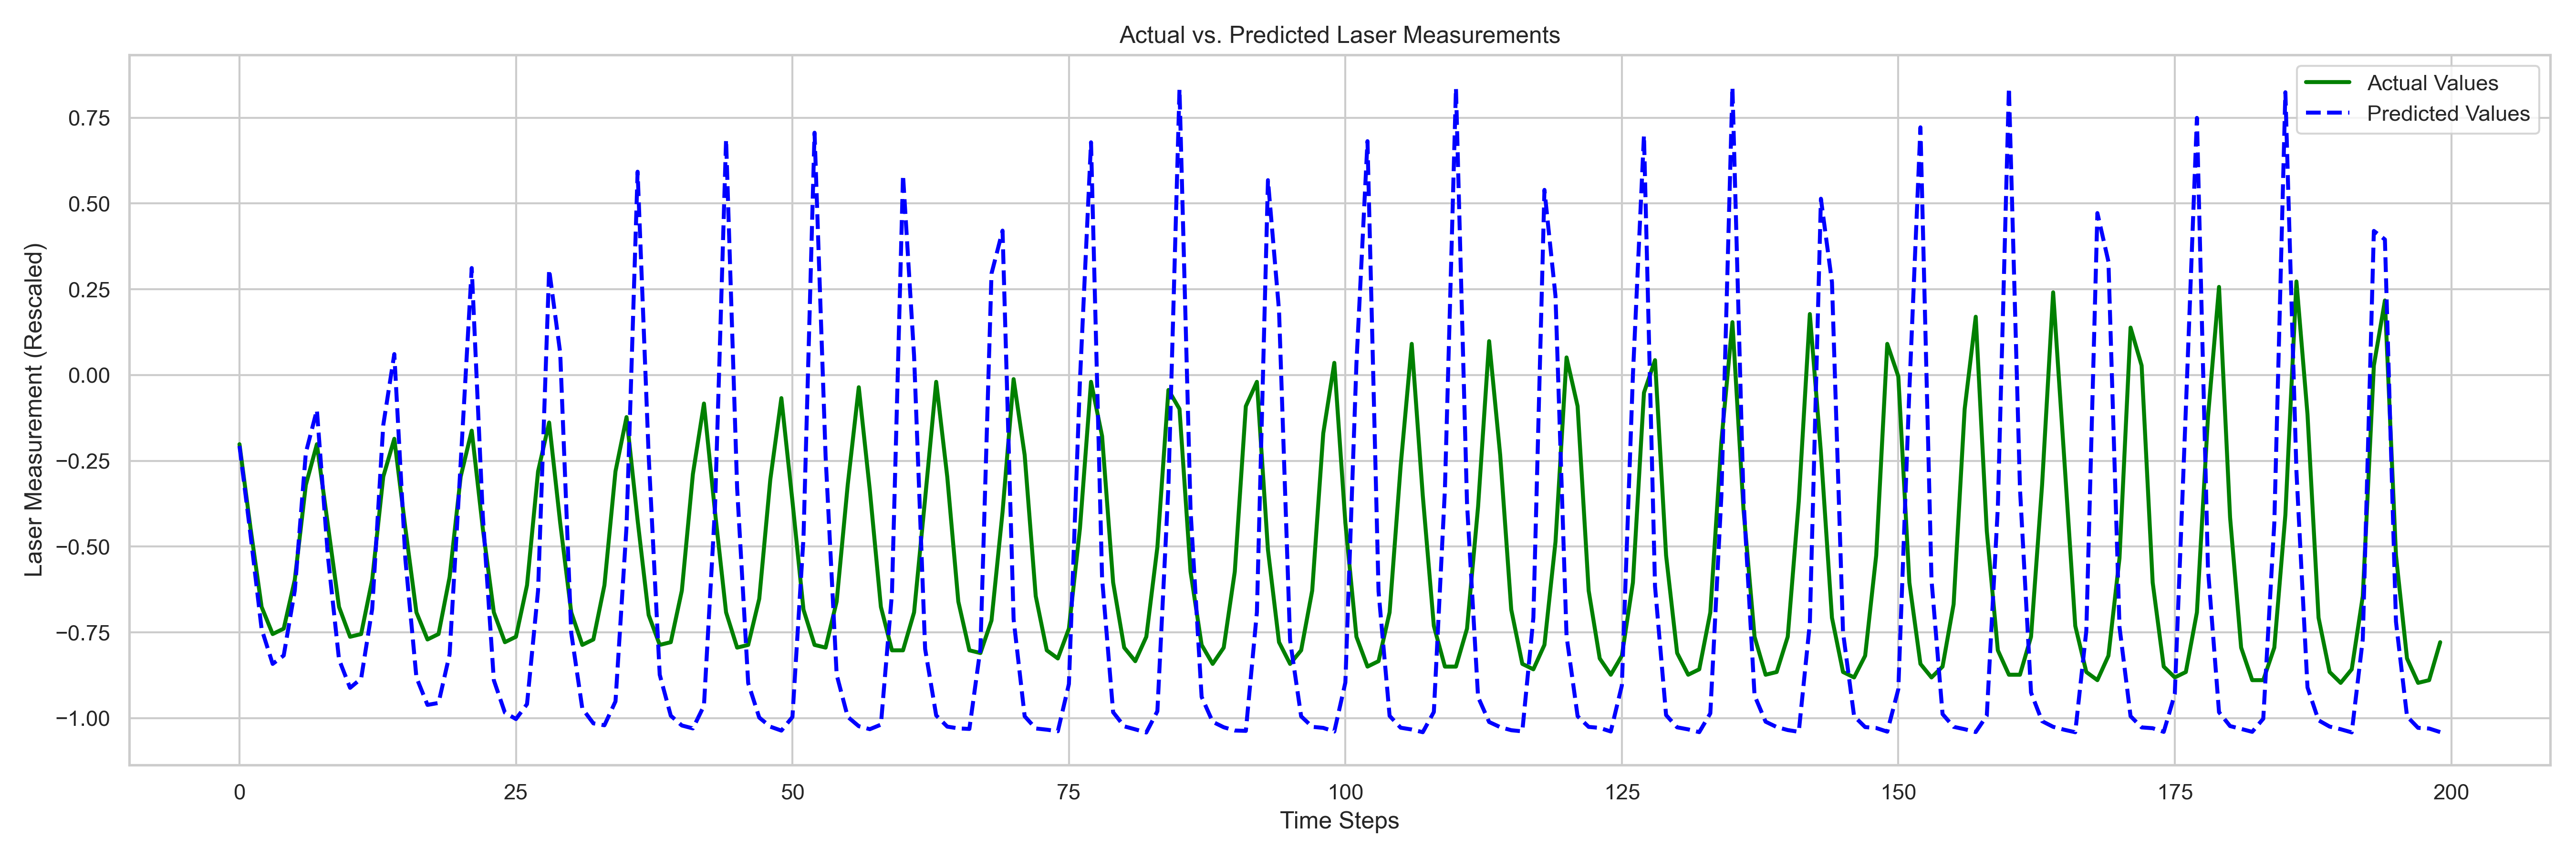 Actual vs. Predicted Laser Measurements
Actual Values
Predicted Values
Laser Measurement (Rescaled)
0.75
0.50
0.25
0.00
−0.25
−0.50
−0.75
−1.00
0 25 50 75 100 125 150 175 200
Time Steps